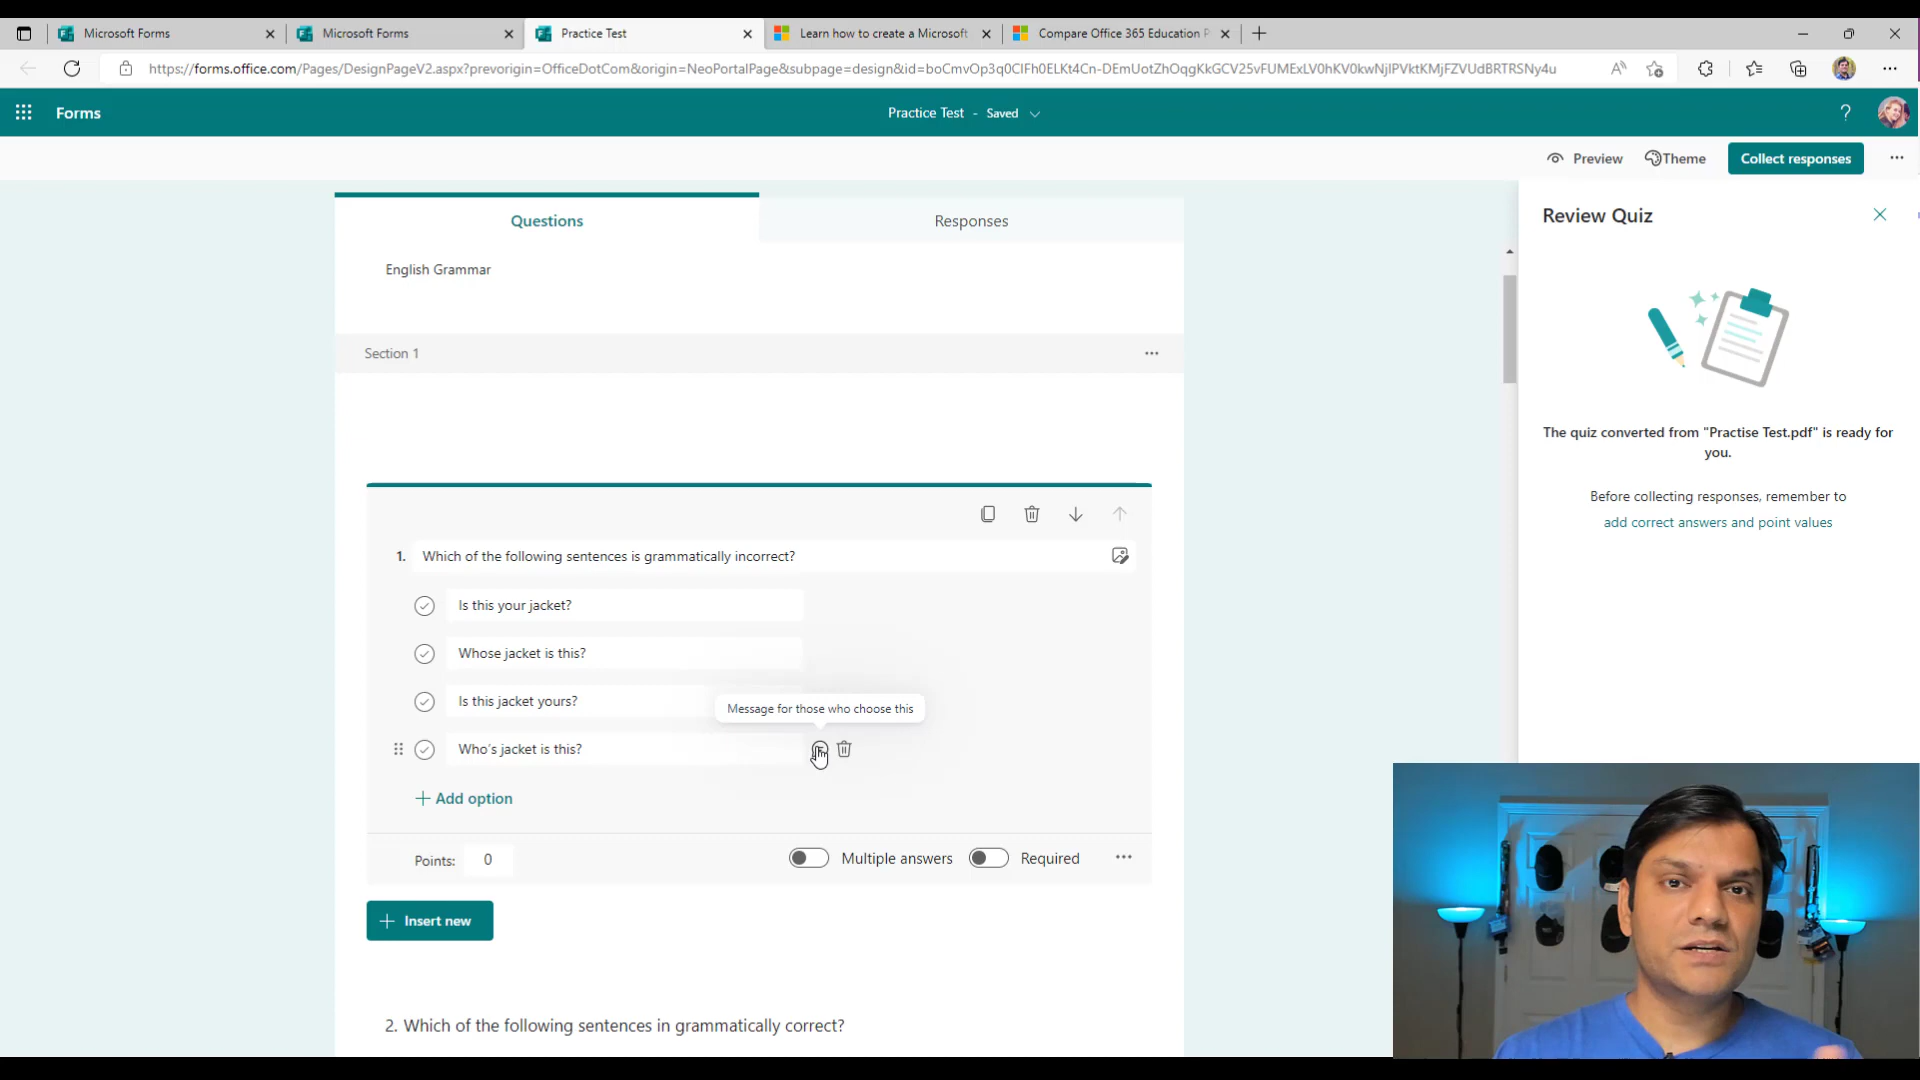 Microsoft Forms
Microsoft Forms
Practice Test
Learn how to create a Microsoft
Compare Office 365 Education P
https://forms.office.com/Pages/DesignPageV2.aspx?prevorigin=OfficeDotCom&origin=NeoPortalPage&subpage=design&id=boCmvOp3q0CIFh0ELKt4Cn-DEmUotZhOqgKkGCV25vFUMExLV0hKV0kwNjlPVktKMjFZVUdBRTRSNy4u
Forms
Practice Test - Saved
?
Preview
Theme
Collect responses
Questions
Responses
English Grammar
Section 1
1. Which of the following sentences is grammatically incorrect?
Is this your jacket?
Whose jacket is this?
Is this jacket yours?
Message for those who choose this
Who's jacket is this?
+ Add option
Points: 0
Multiple answers
Required
+ Insert new
2. Which of the following sentences in grammatically correct?
Review Quiz
The quiz converted from "Practise Test.pdf" is ready for
you.
Before collecting responses, remember to
add correct answers and point values